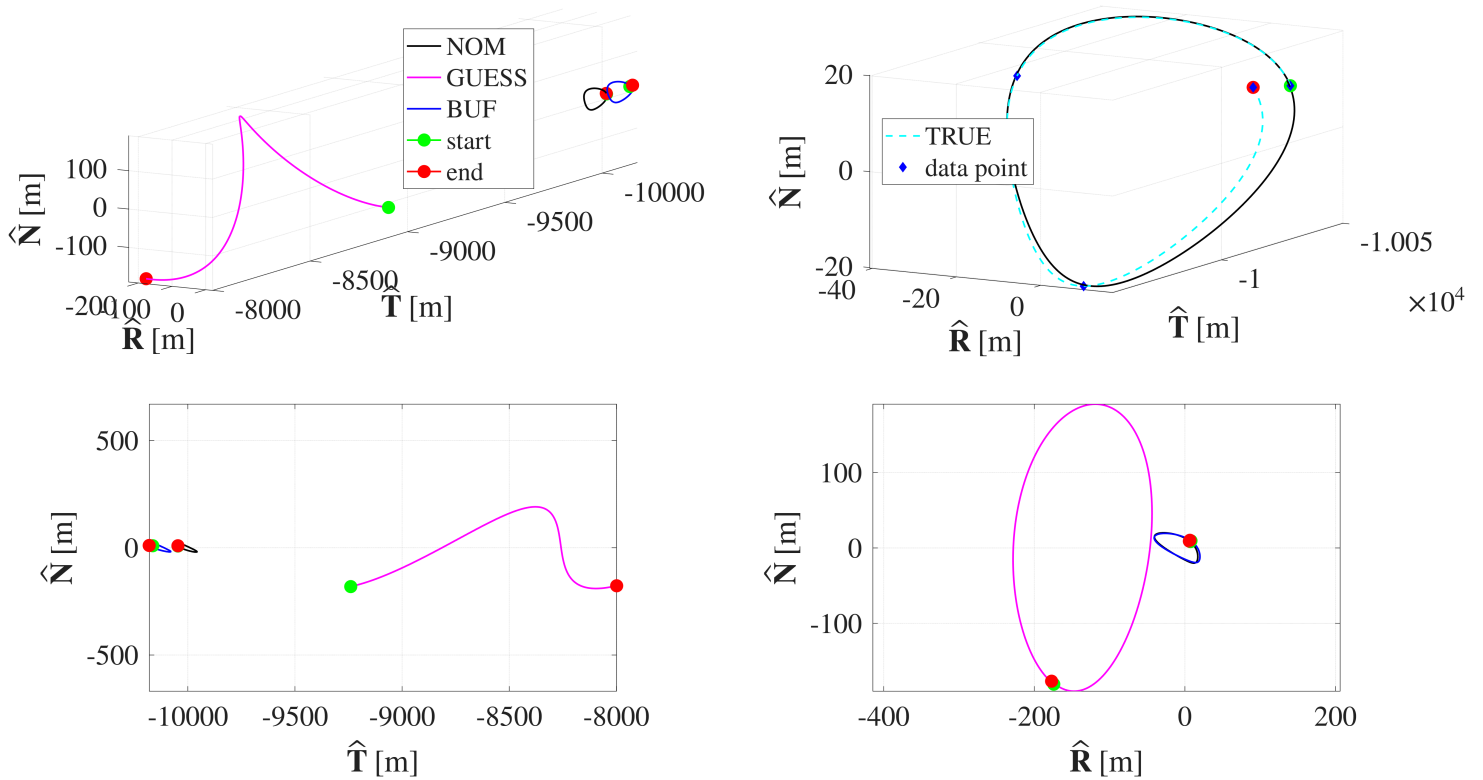 NOM
GUESS
BUF
start
end
100
0
-100
N̂ [m]
-200
-100
0
R̂ [m]
-8000
-8500
-9000
-9500
-10000
T̂ [m]
TRUE
data point
20
0
-20
N̂ [m]
-40
-20
0
R̂ [m]
-1
-1.005
×10⁴
T̂ [m]
500
0
-500
N̂ [m]
-10000
-9500
-9000
-8500
-8000
T̂ [m]
100
0
-100
N̂ [m]
-400
-200
0
200
R̂ [m]